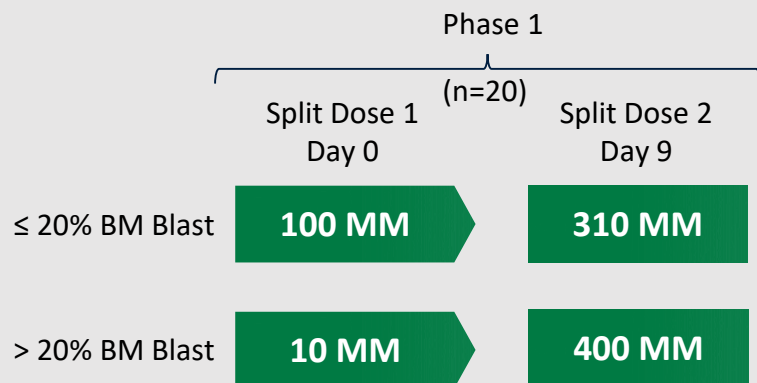 Phase 1
(n=20)
Split Dose 1
Day 0
Split Dose 2
Day 9
≤ 20% BM Blast
100 MM
310 MM
> 20% BM Blast
10 MM
400 MM